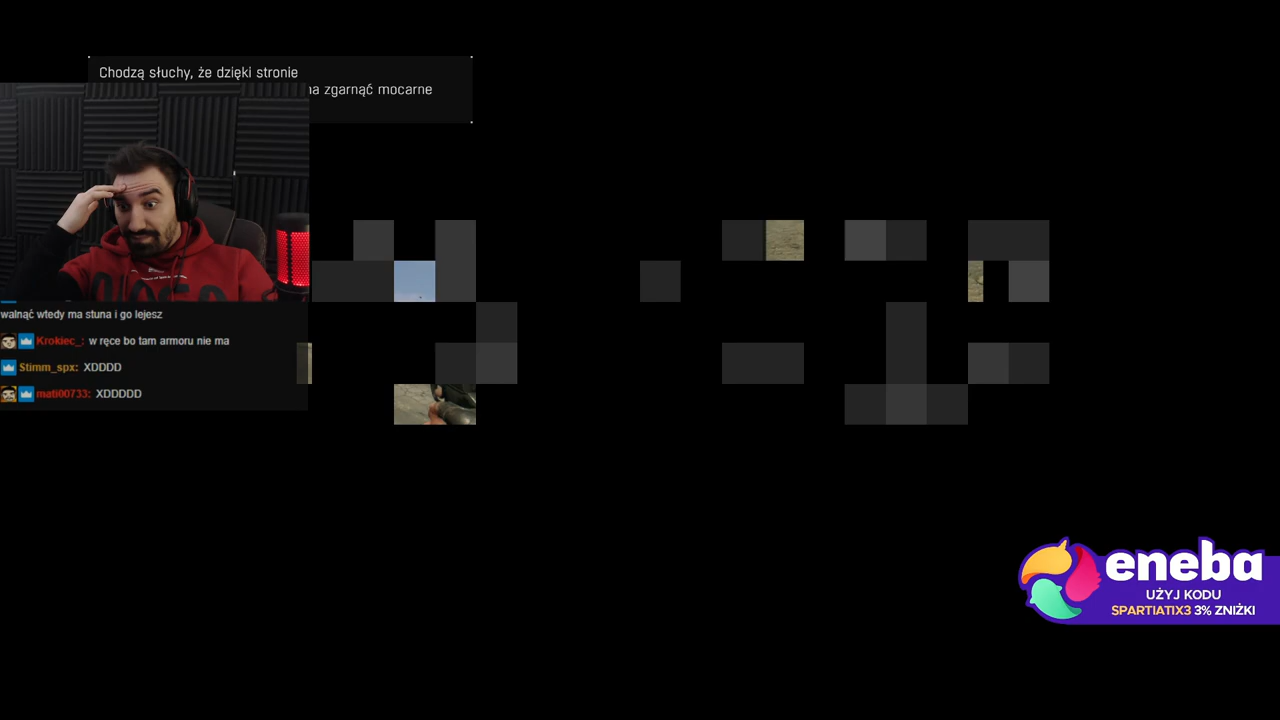 Chodzą słuchy, że dzięki stronie
zgarnąć mocarne
walnąć wtedy ma stuna i go lejesz
Krokiec_: w ręce bo tam armoru nie ma
Stimm_spx: XDDDD
mati00733: XDDDDD
eneba
UŻYJ KODU
SPARTIATIX3 3% ZNIŻKI